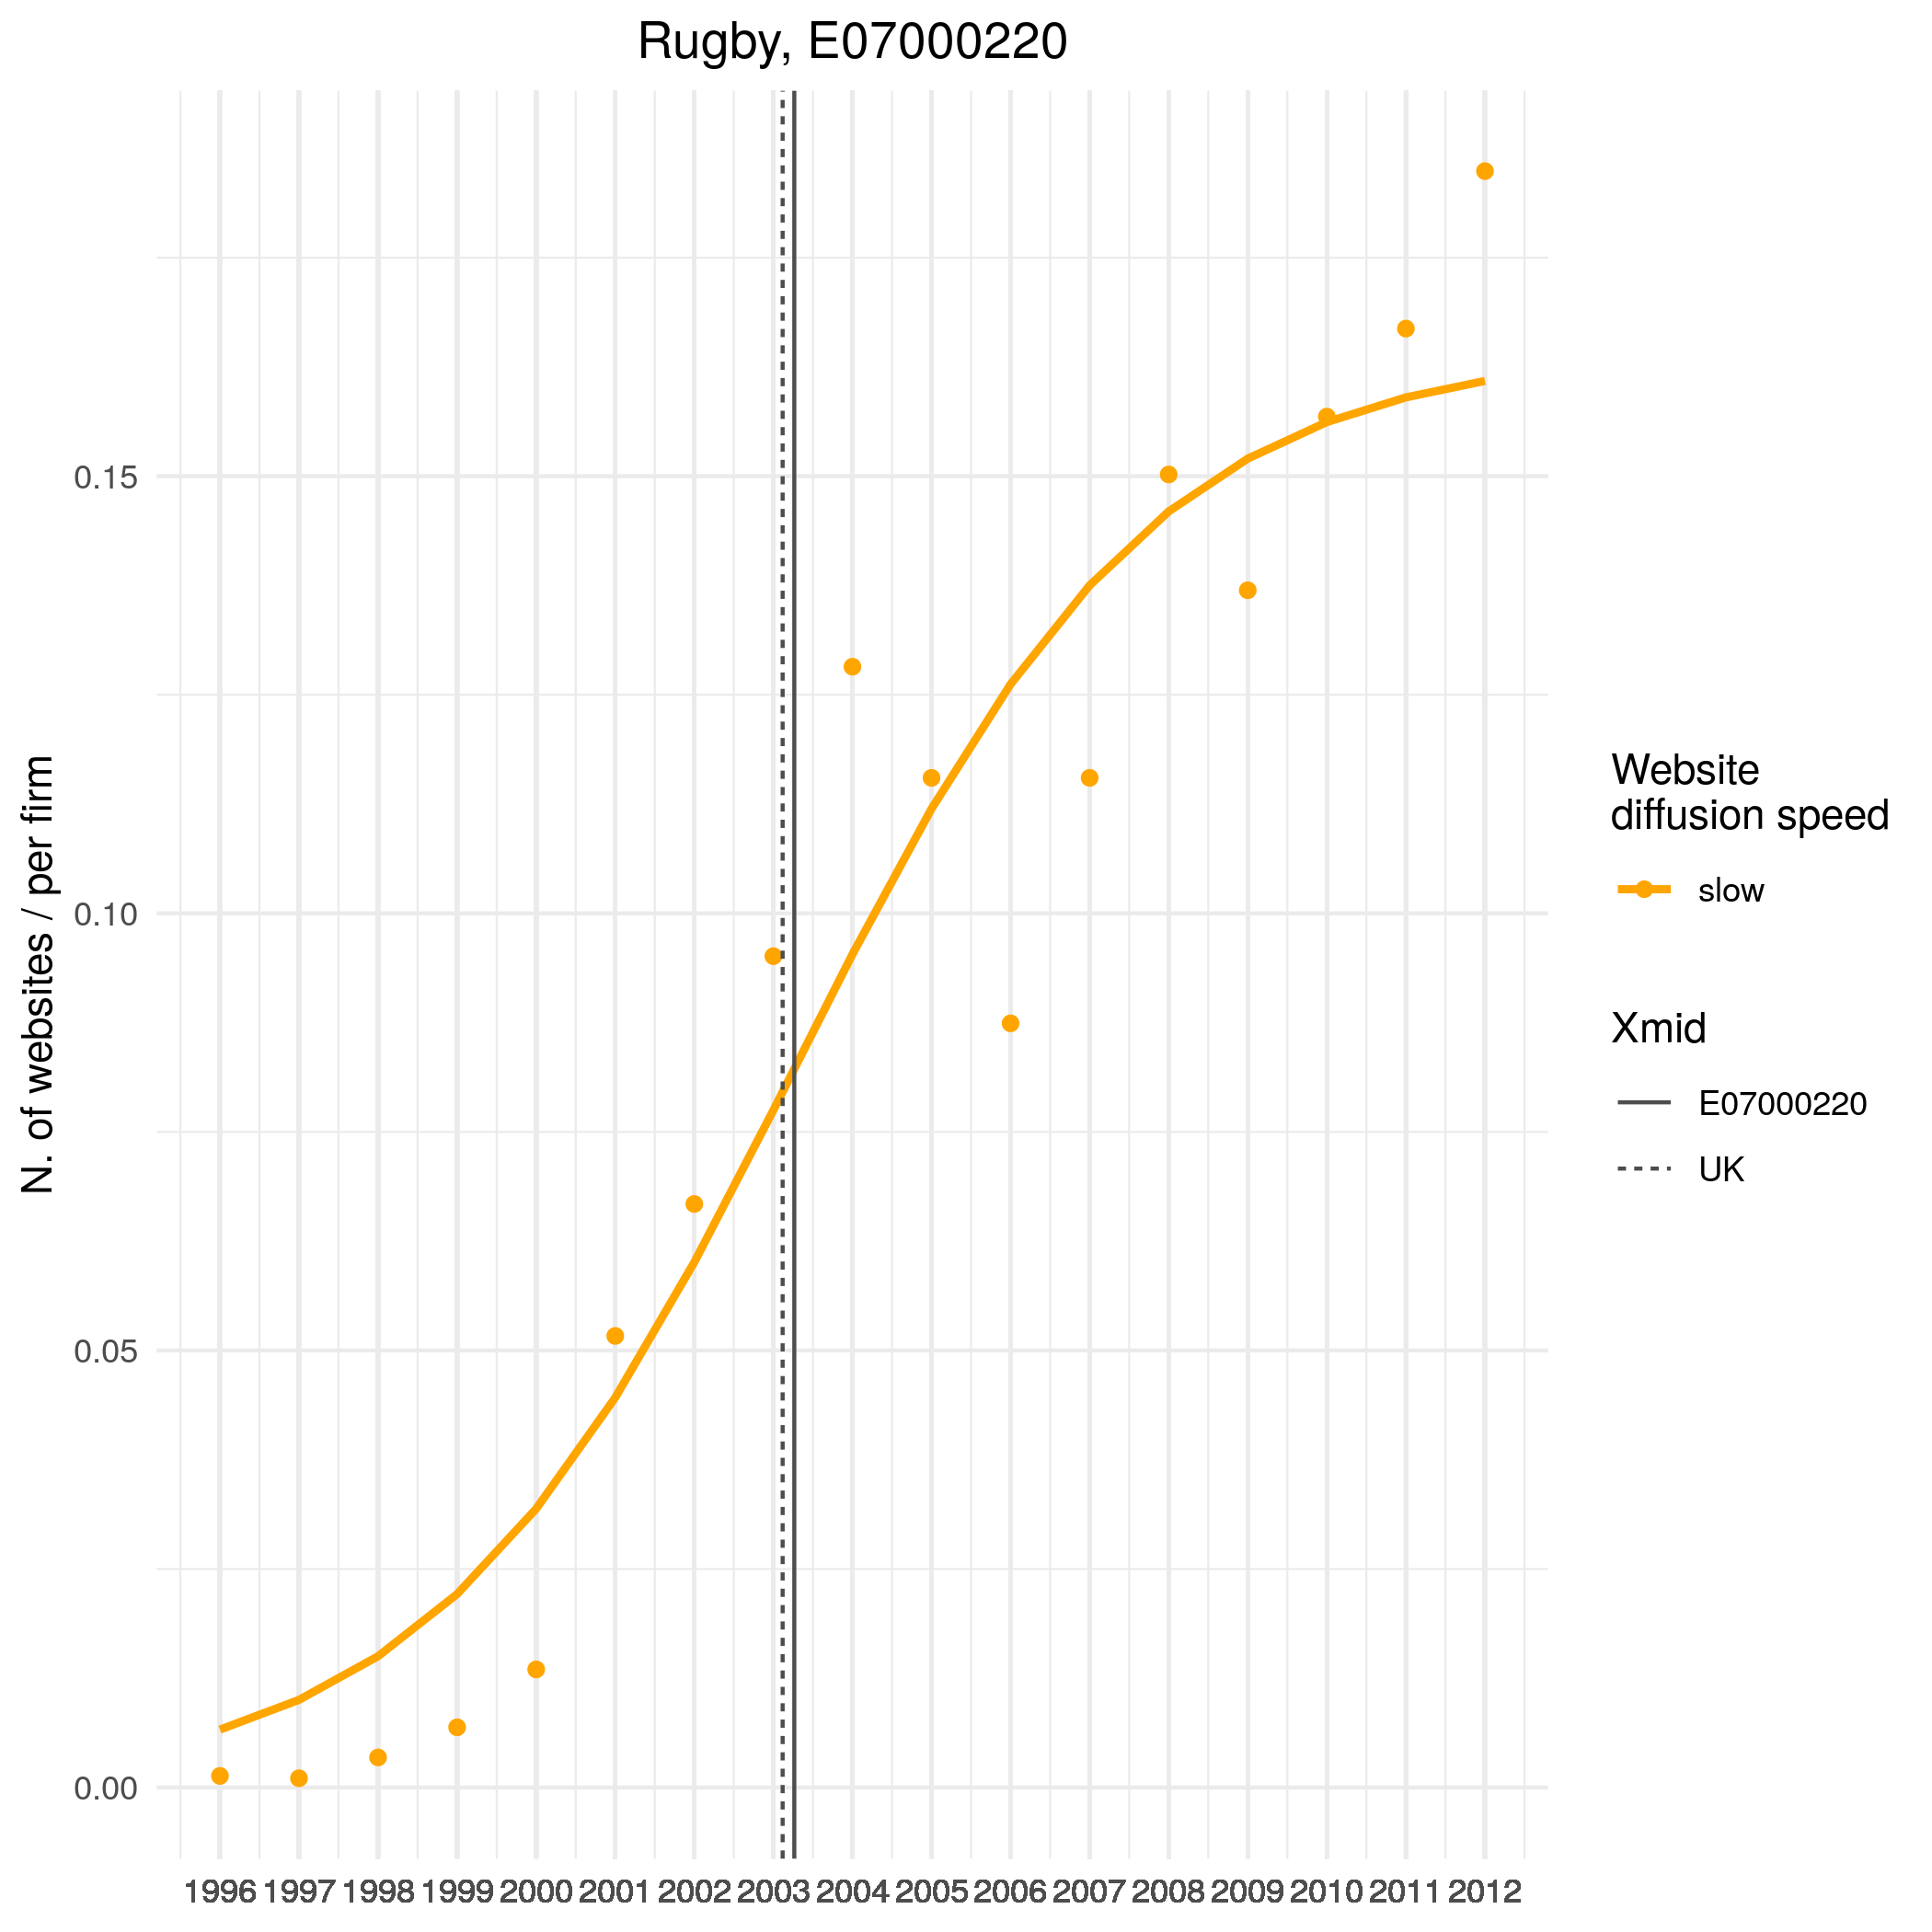 Rugby, E07000220
N. of websites / per firm
0.15
0.10
0.05
0.00
1996 1997 1998 1999 2000 2001 2002 2003 2004 2005 2006 2007 2008 2009 2010 2011 2012
Website
diffusion speed
slow
Xmid
E07000220
UK